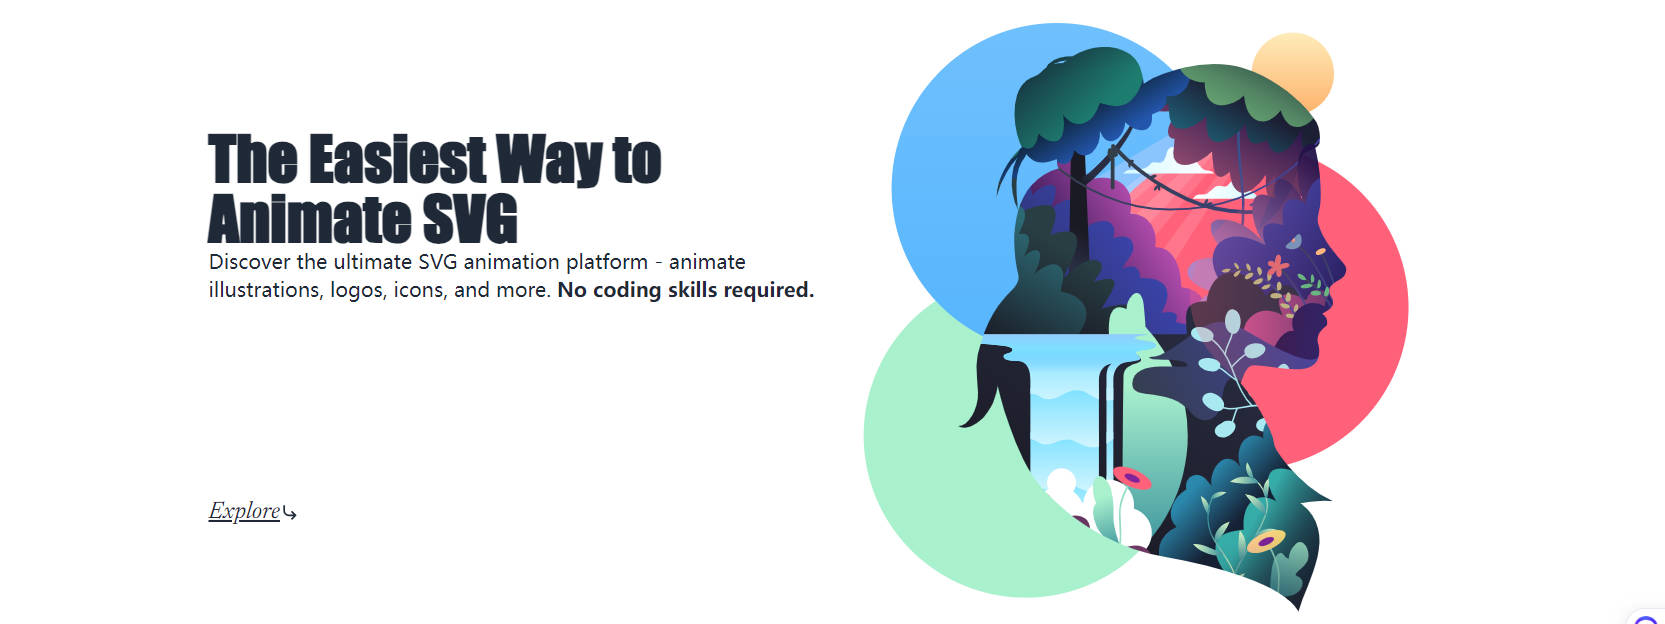 The Easiest Way to
Animate SVG
Discover the ultimate SVG animation platform - animate
illustrations, logos, icons, and more. No coding skills required.
Explore